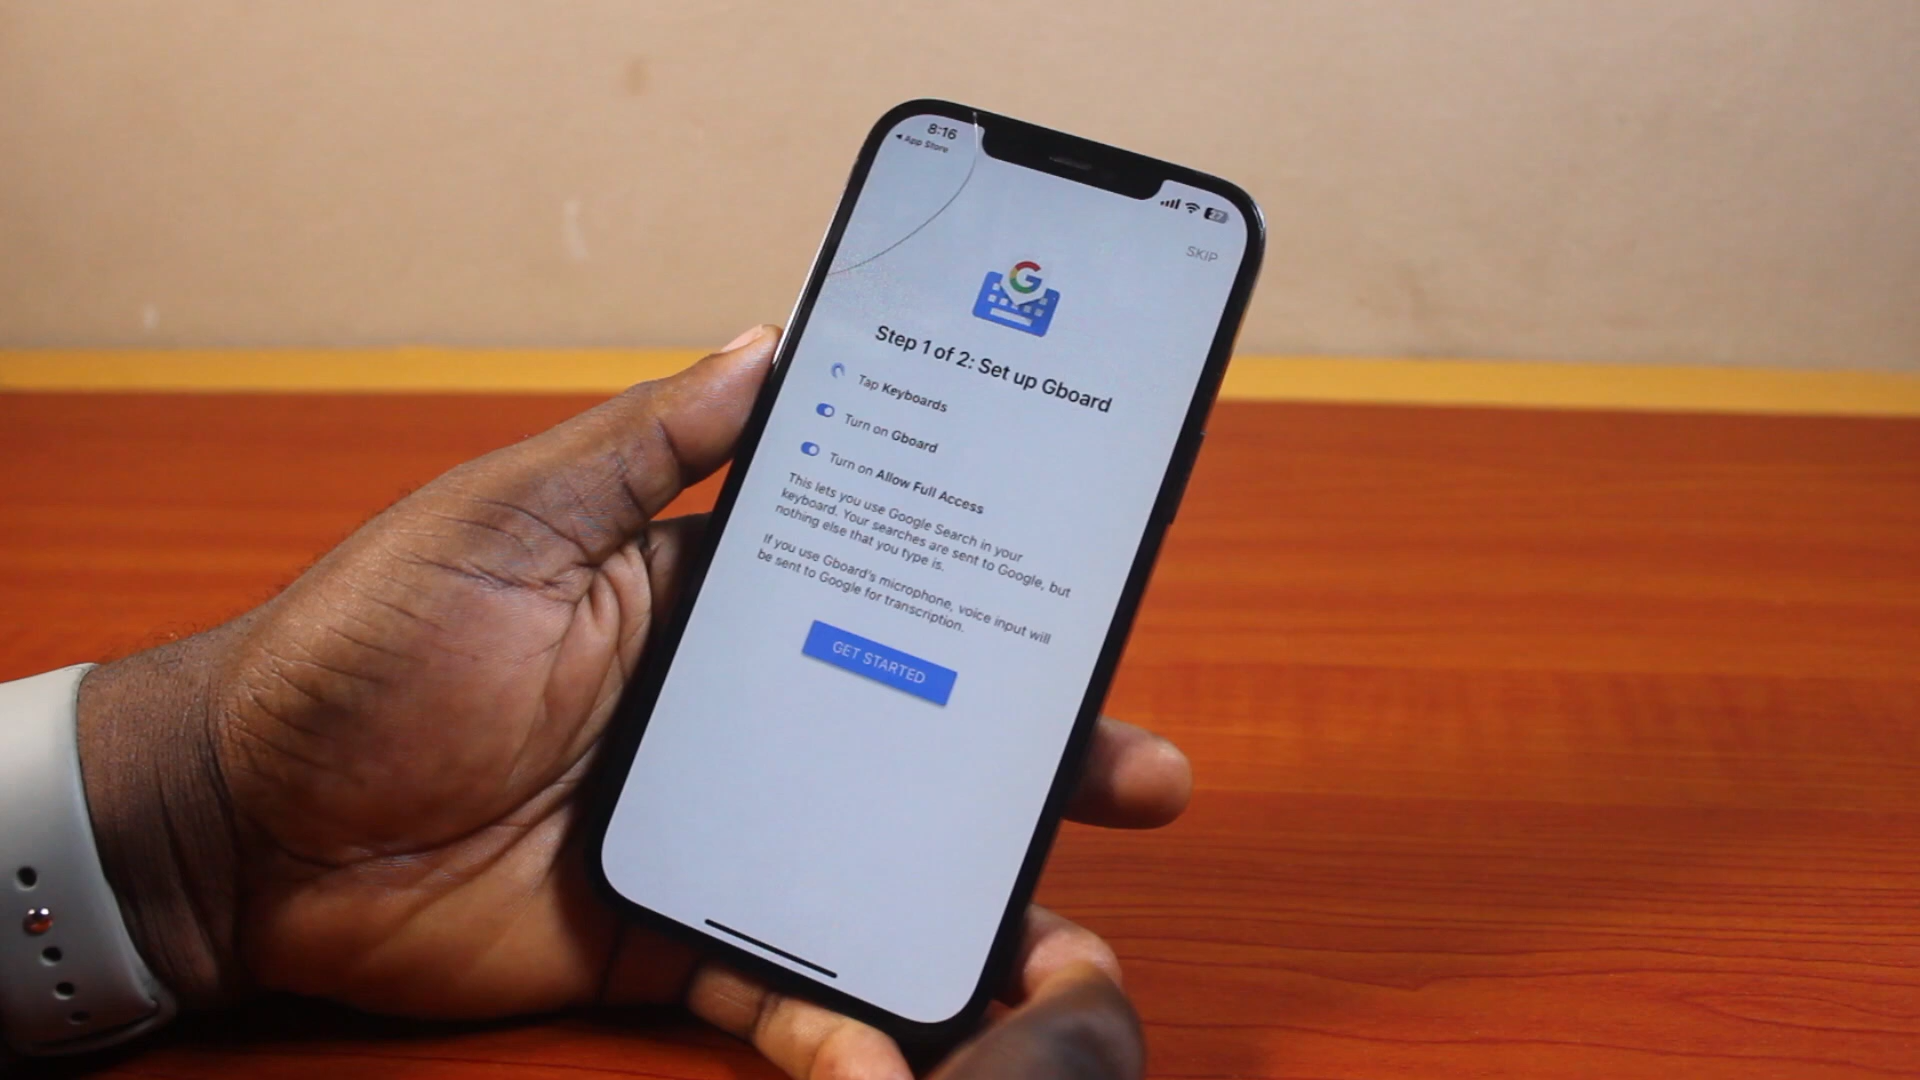 8:16
◀ App Store
27
SKIP
G
Step 1 of 2: Set up Gboard
Tap Keyboards
Turn on Gboard
Turn on Allow Full Access
This lets you use Google Search in your
keyboard. Your searches are sent to Google, but
nothing else that you type is.
If you use Gboard's microphone, voice input will
be sent to Google for transcription.
GET STARTED